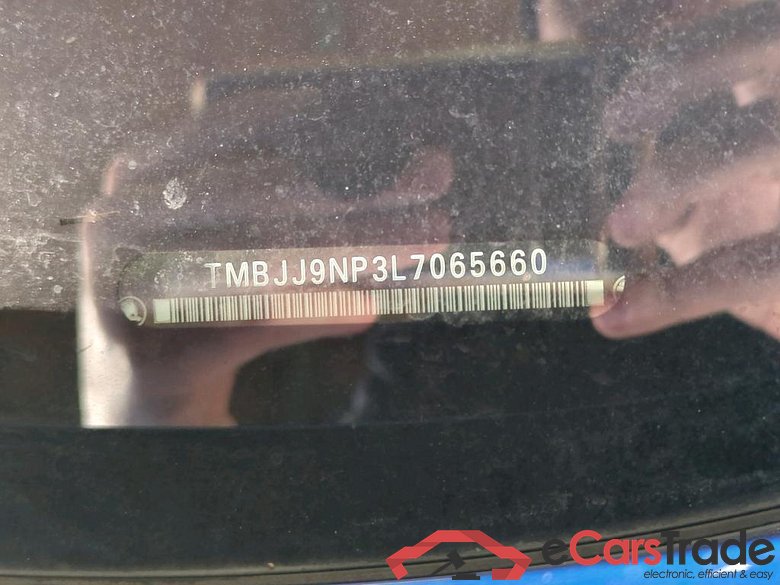 TMBJJ9NP3L7065660
eCarstrade
electronic, efficient & easy